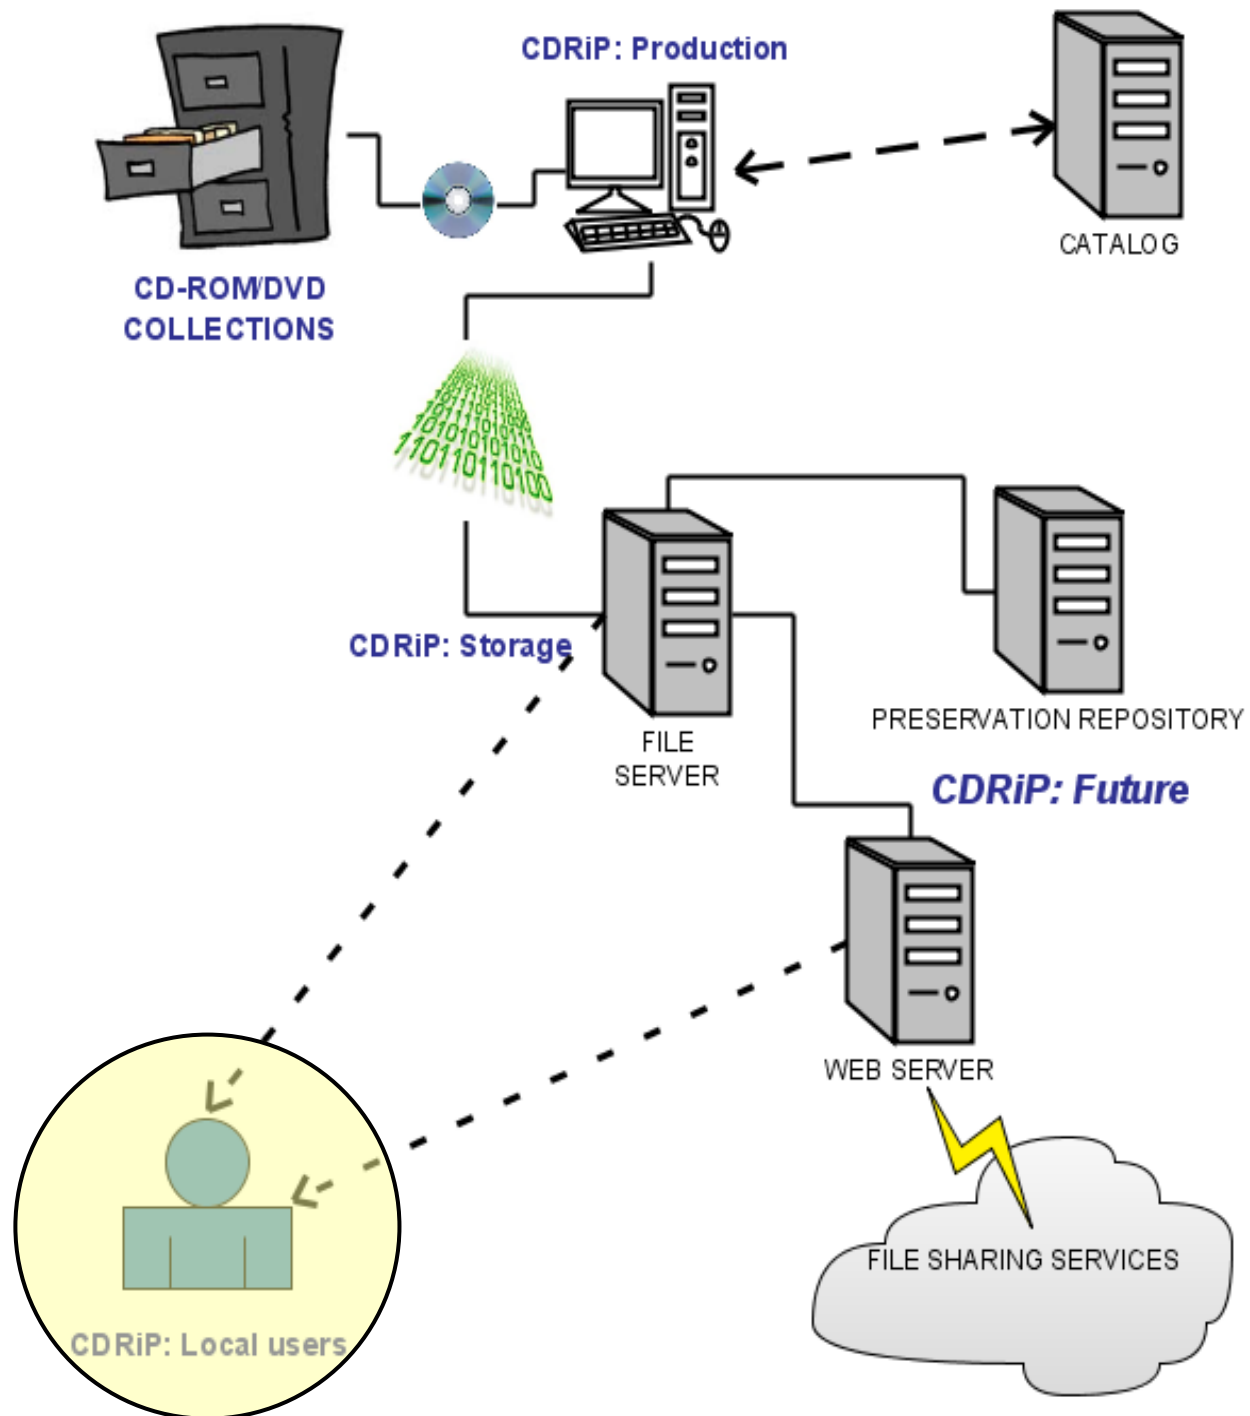 CDRiP: Production
CATALOG
CD-ROM/DVD
COLLECTIONS
1101101110100
CDRiP: Storage
FILE
SERVER
PRESERVATION REPOSITORY
CDRiP: Future
WEB SERVER
FILE SHARING SERVICES
CDRiP: Local users